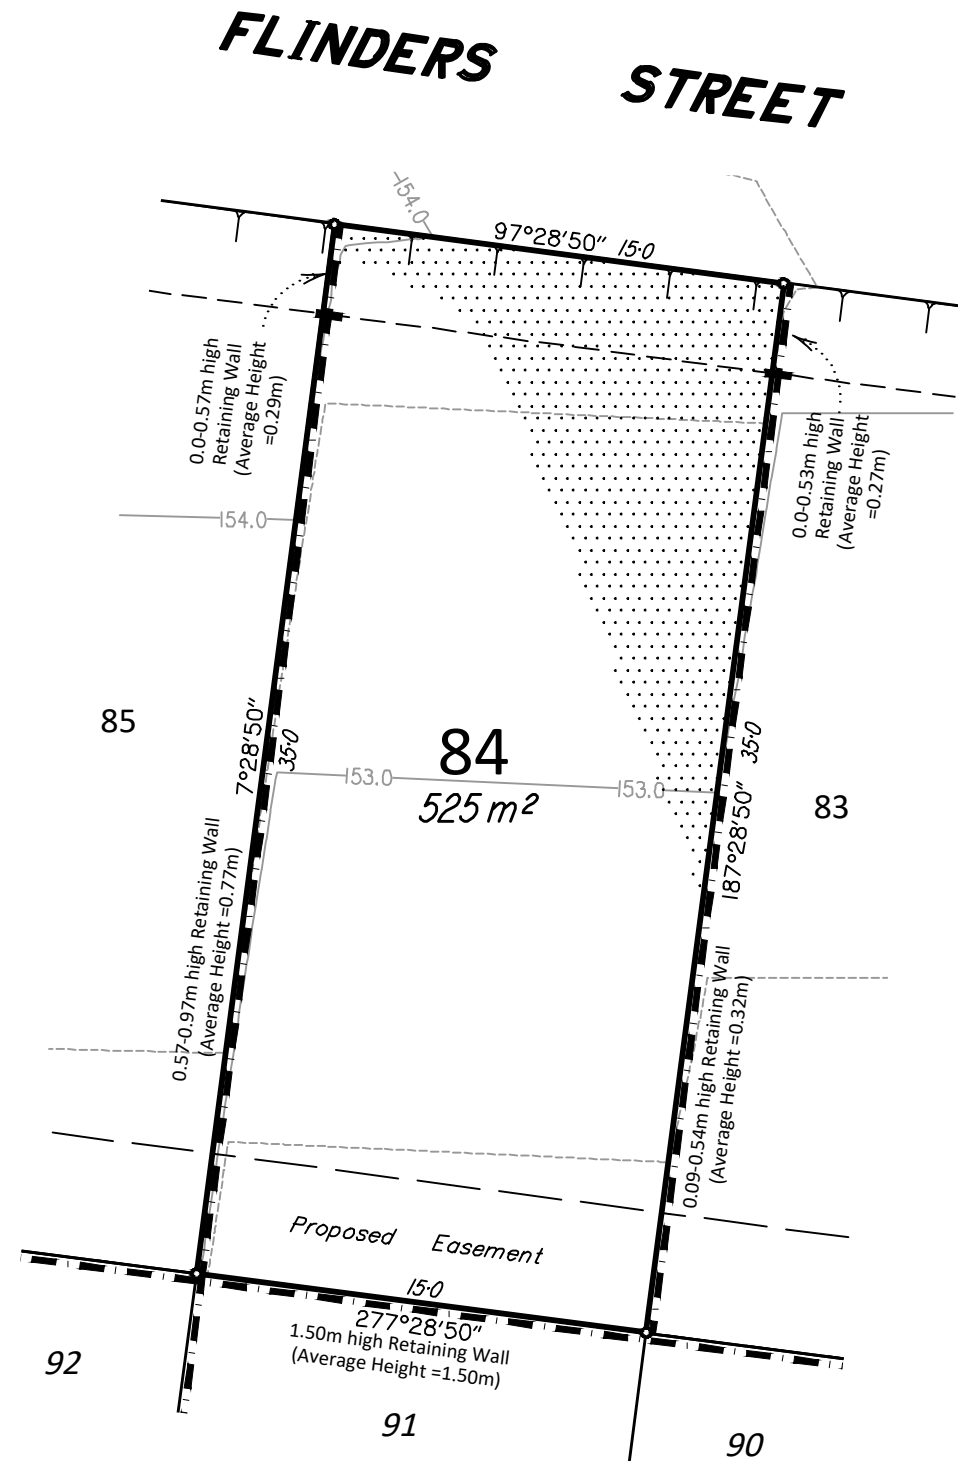 FLINDERS STREET
154.0
97°28'50" 15·0
0.0-0.57m high
Retaining Wall
(Average Height
=0.29m)
0.0-0.53m high
Retaining Wall
(Average Height
=0.27m)
154.0
85
7°28'50"
35·0
84
525 m²
153.0
153.0
35·0
187°28'50"
83
0.57-0.97m high Retaining Wall
(Average Height =0.77m)
0.09-0.54m high Retaining Wall
(Average Height =0.32m)
Proposed Easement
15·0
277°28'50"
1.50m high Retaining Wall
(Average Height =1.50m)
92
91
90